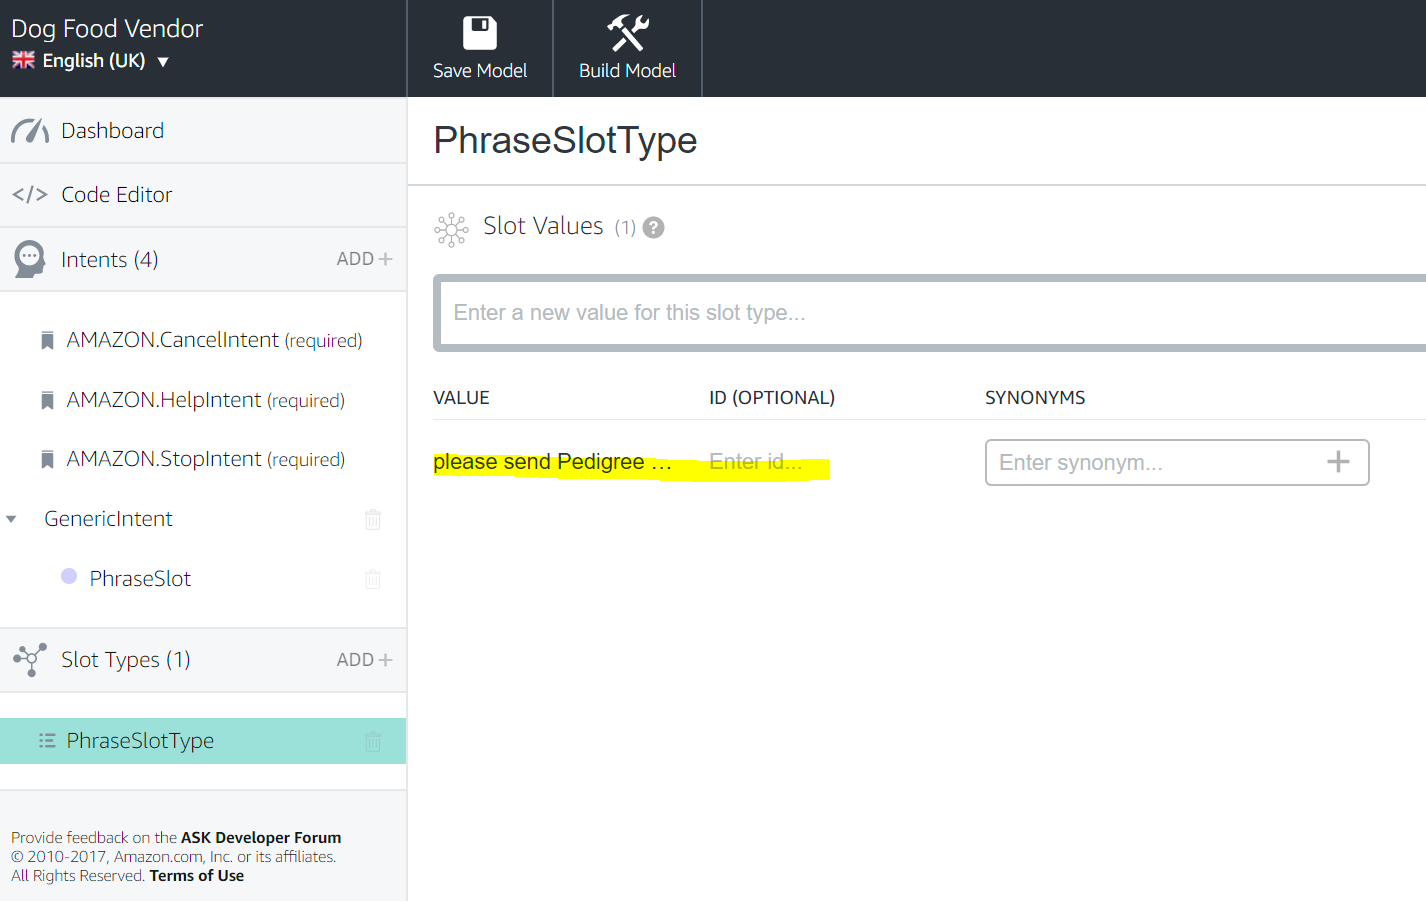 Dog Food Vendor
English (UK) ▼
Save Model
Build Model
Dashboard
</> Code Editor
Intents (4) ADD +
AMAZON.CancelIntent (required)
AMAZON.HelpIntent (required)
AMAZON.StopIntent (required)
GenericIntent
PhraseSlot
Slot Types (1) ADD +
PhraseSlotType
Provide feedback on the ASK Developer Forum
© 2010-2017, Amazon.com, Inc. or its affiliates.
All Rights Reserved. Terms of Use
PhraseSlotType
Slot Values (1) ?
Enter a new value for this slot type...
VALUE ID (OPTIONAL) SYNONYMS
please send Pedigree ... Enter id... Enter synonym... +